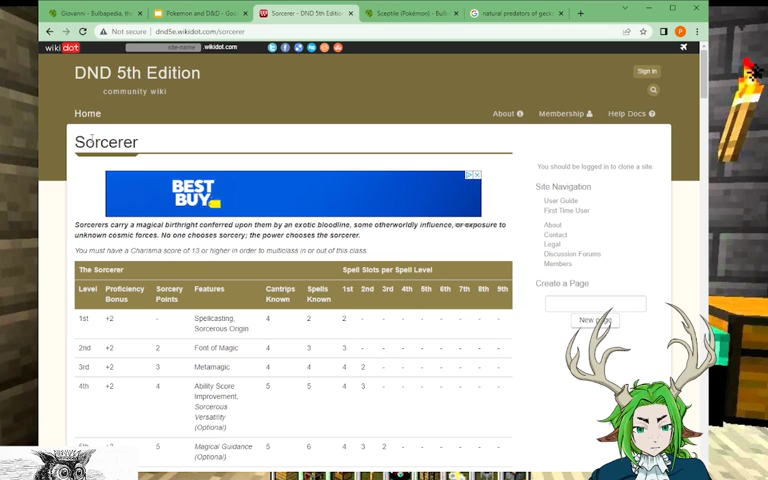 Giovanni - Bulbapedia, the
Pokemon and D&D - Goo
Sorcerer - DND 5th Edition
Sceptile (Pokémon) - Bulb
natural predators of geck
Not secure | dnd5e.wikidot.com/sorcerer
wikidot site-name .wikidot.com
DND 5th Edition
community wiki
Sign in
Home About Membership Help Docs
Sorcerer
BEST BUY
You should be logged in to clone a site.
Site Navigation
User Guide
First Time User
About
Contact
Legal
Discussion Forums
Members
Create a Page
New page
Sorcerers carry a magical birthright conferred upon them by an exotic bloodline, some otherworldly influence, or exposure to
unknown cosmic forces. No one chooses sorcery; the power chooses the sorcerer.
You must have a Charisma score of 13 or higher in order to multiclass in or out of this class.
The Sorcerer Spell Slots per Spell Level
Level Proficiency Bonus Sorcery Points Features Cantrips Known Spells Known 1st 2nd 3rd 4th 5th 6th 7th 8th 9th
1st +2 - Spellcasting, Sorcerous Origin 4 2 2 - - - - - - - -
2nd +2 2 Font of Magic 4 3 3 - - - - - - - -
3rd +2 3 Metamagic 4 4 4 2 - - - - - - -
4th +2 4 Ability Score Improvement, Sorcerous Versatility (Optional) 5 5 4 3 - - - - - - -
5th +3 5 Magical Guidance (Optional) 5 6 4 3 2 - - - - - -